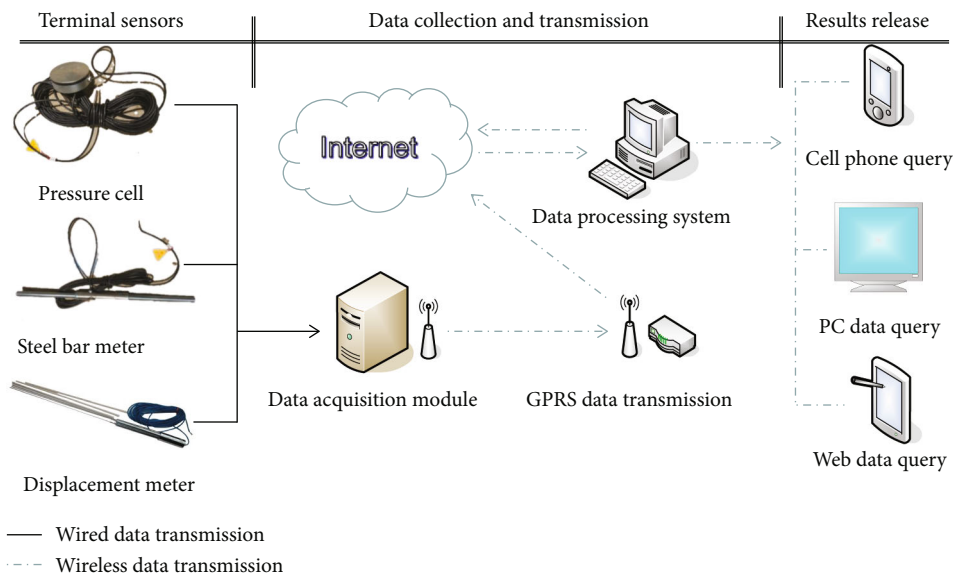 Terminal sensors
Data collection and transmission
Results release
Internet
Pressure cell
Data processing system
Cell phone query
Steel bar meter
PC data query
Data acquisition module
GPRS data transmission
Web data query
Displacement meter
Wired data transmission
Wireless data transmission